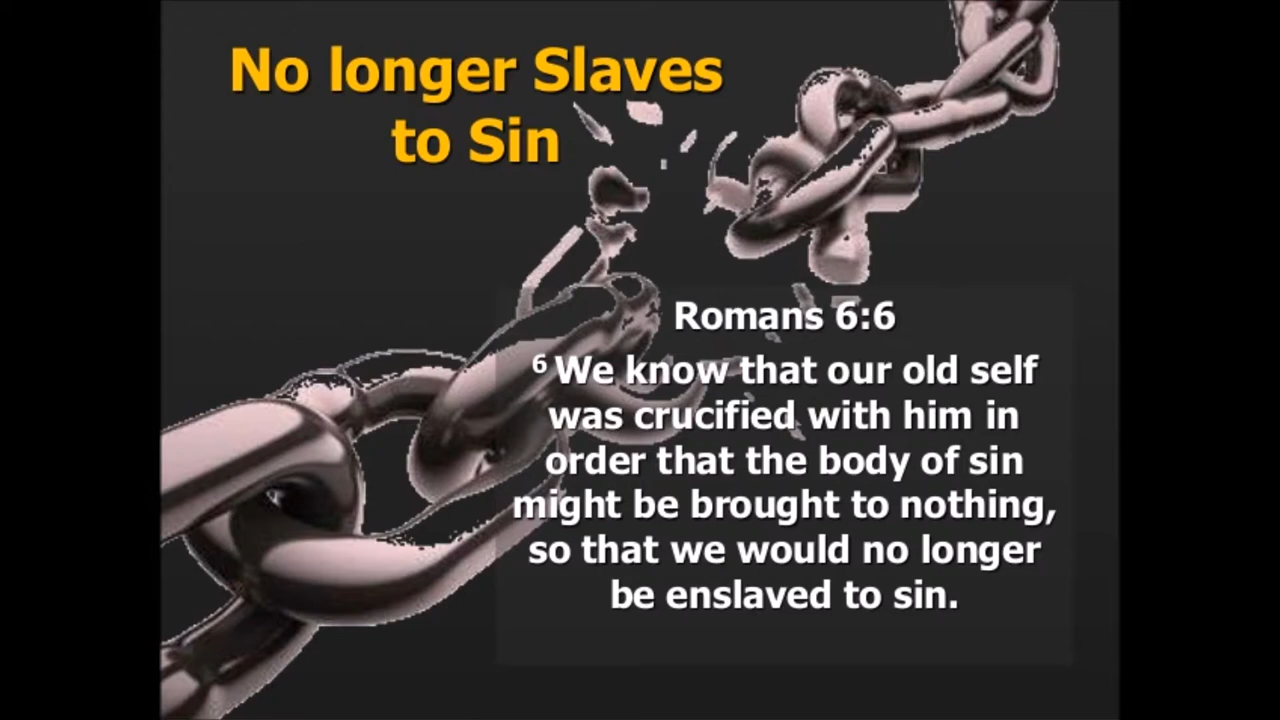 No longer Slaves
to Sin
Romans 6:6
6 We know that our old self
was crucified with him in
order that the body of sin
might be brought to nothing,
so that we would no longer
be enslaved to sin.